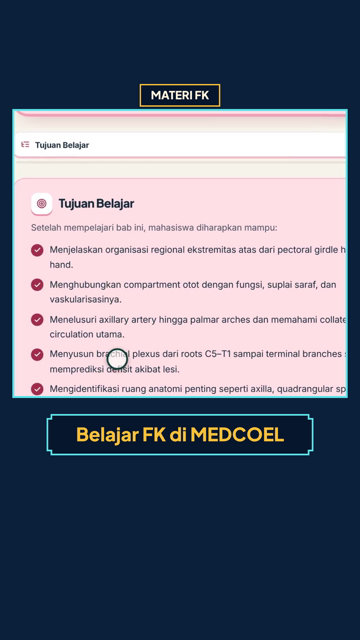 MATERI FK
Tujuan Belajar
Tujuan Belajar
Setelah mempelajari bab ini, mahasiswa diharapkan mampu:
Menjelaskan organisasi regional ekstremitas atas dari pectoral girdle h
hand.
Menghubungkan compartment otot dengan fungsi, suplai saraf, dan
vaskularisasinya.
Menelusuri axillary artery hingga palmar arches dan memahami collate
circulation utama.
Menyusun brachial plexus dari roots C5–T1 sampai terminal branches s
memprediksi defisit akibat lesi.
Mengidentifikasi ruang anatomi penting seperti axilla, quadrangular sp
Belajar FK di MEDCOEL